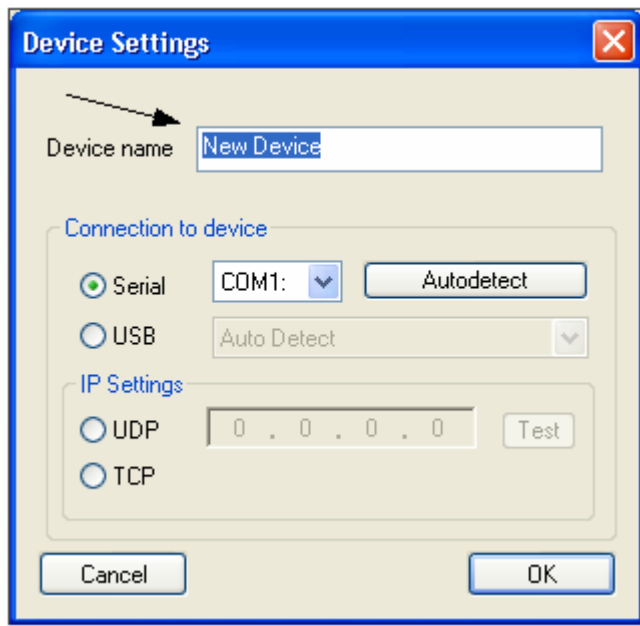 Device Settings
Device name New Device
Connection to device
Serial COM1: Autodetect
USB Auto Detect
IP Settings
UDP 0 . 0 . 0 . 0 Test
TCP
Cancel OK